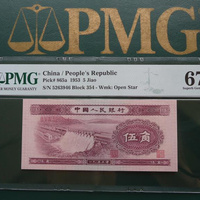 PMG
PMG
China / People's Republic
67
Pick# 865a 1953 5 Jiao
S/N 5263946 Block 354 - Wmk: Open Star
中国人民银行
伍角